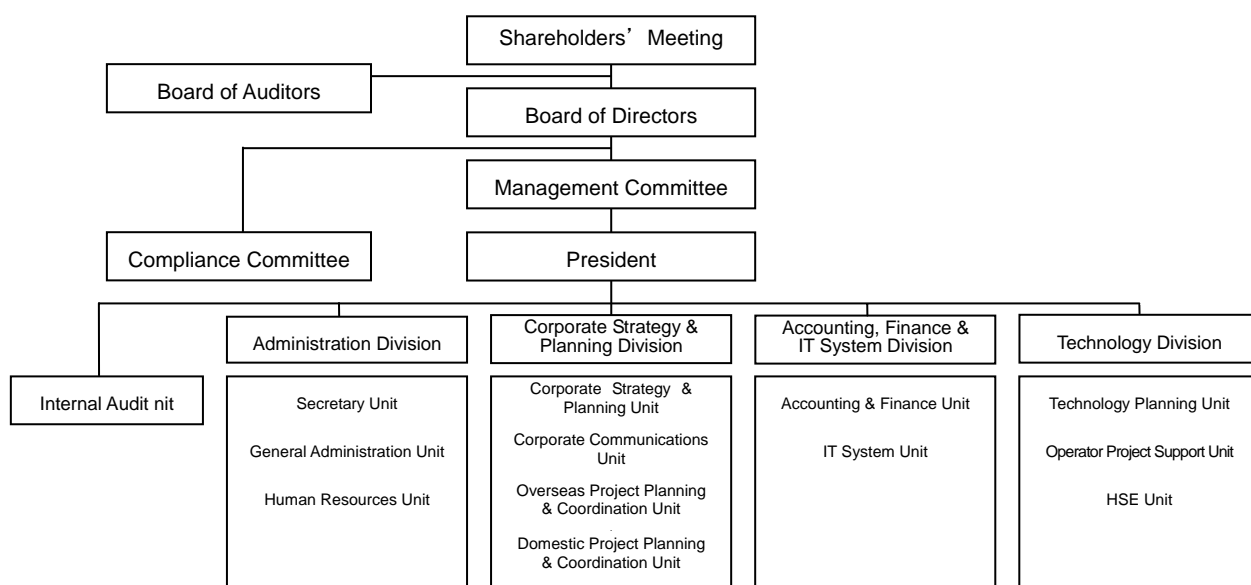 Shareholders’ Meeting
Board of Auditors
Board of Directors
Management Committee
Compliance Committee
President
Administration Division
Corporate Strategy &
Planning Division
Accounting, Finance &
IT System Division
Technology Division
Internal Audit nit
Secretary Unit
General Administration Unit
Human Resources Unit
Corporate Strategy &
Planning Unit
Corporate Communications
Unit
Overseas Project Planning
& Coordination Unit
Domestic Project Planning
& Coordination Unit
Accounting & Finance Unit
IT System Unit
Technology Planning Unit
Operator Project Support Unit
HSE Unit